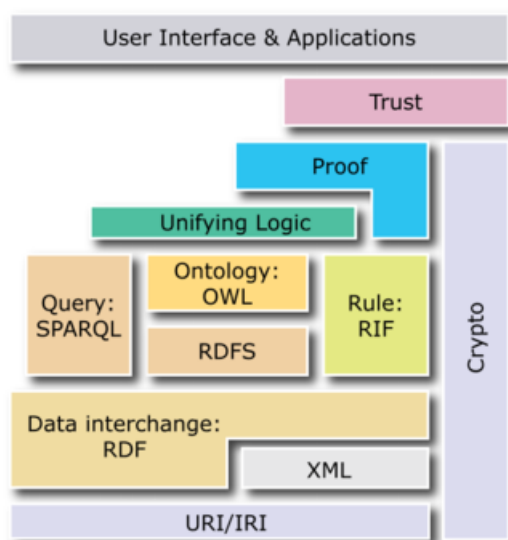 User Interface & Applications
Trust
Proof
Unifying Logic
Ontology:
OWL
Query:
SPARQL
Rule:
RIF
RDFS
Crypto
Data interchange:
RDF
XML
URI/IRI